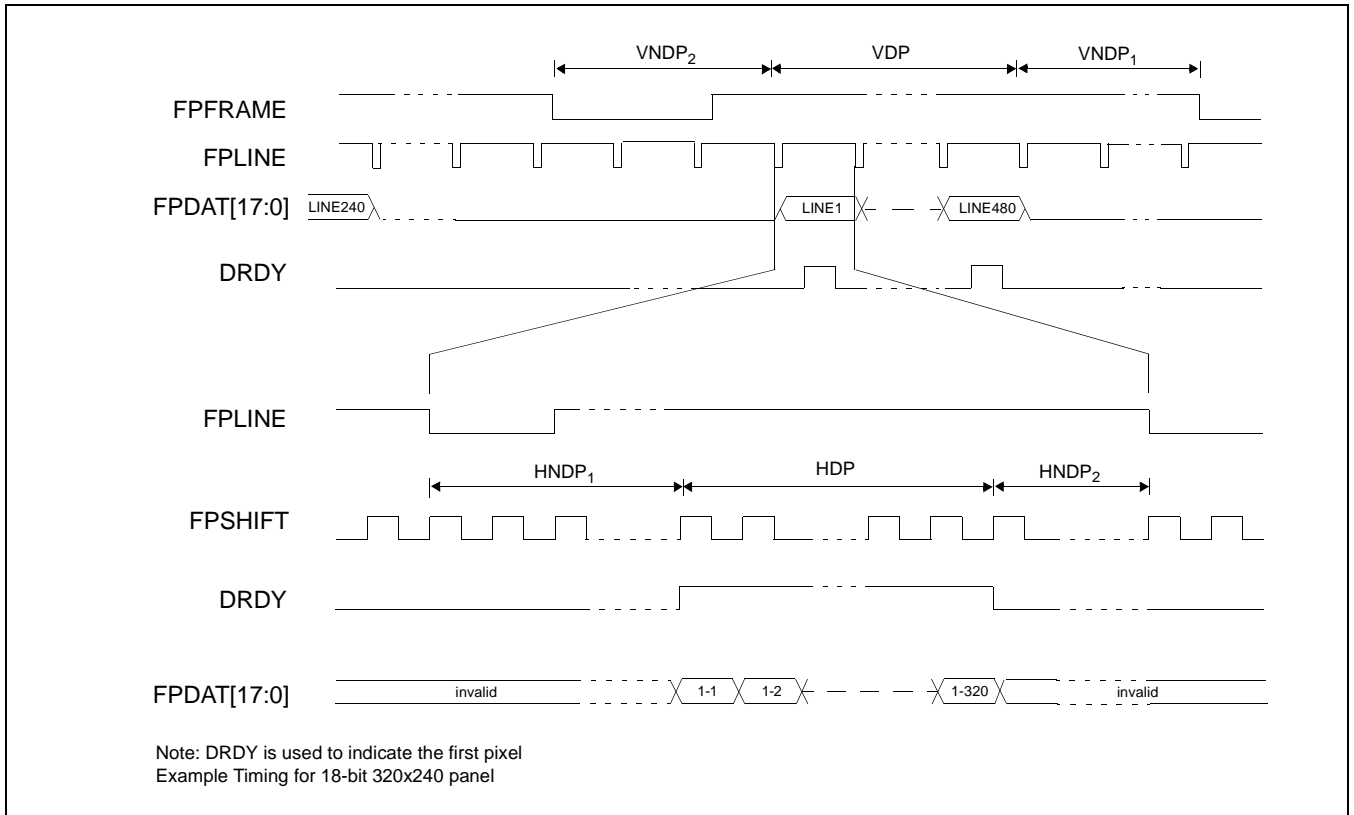 VNDP2 VDP VNDP1
FPFRAME
FPLINE
FPDAT[17:0] LINE240 LINE1 LINE480
DRDY
FPLINE
HNDP1 HDP HNDP2
FPSHIFT
DRDY
FPDAT[17:0] invalid 1-1 1-2 1-320 invalid
Note: DRDY is used to indicate the first pixel
Example Timing for 18-bit 320x240 panel